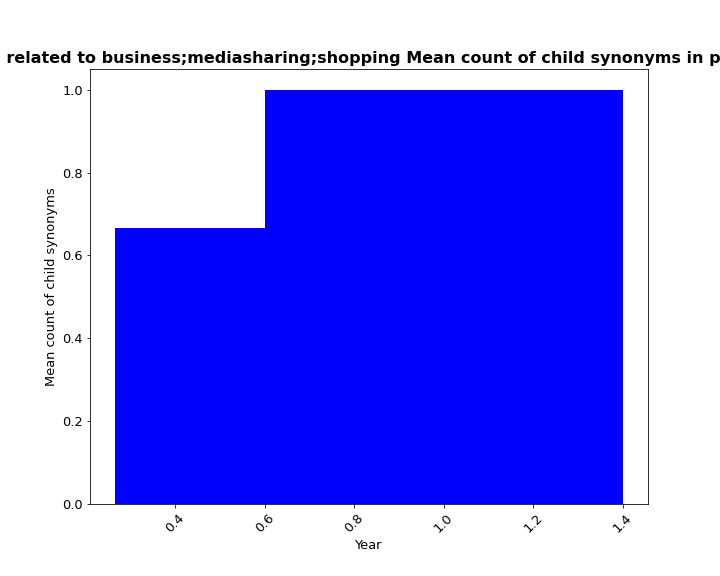 related to business;mediasharing;shopping Mean count of child synonyms in p
1.0
0.8
0.6
0.4
0.2
0.0
Mean count of child synonyms
0.4 0.6 0.8 1.0 1.2 1.4
Year